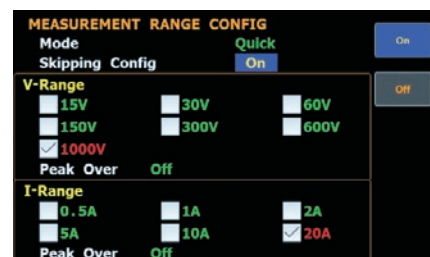 MEASUREMENT RANGE CONFIG
Mode Quick
Skipping Config On
On
Off
V-Range
15V 30V 60V
150V 300V 600V
1000V
Peak Over Off
I-Range
0.5A 1A 2A
5A 10A 20A
Peak Over Off